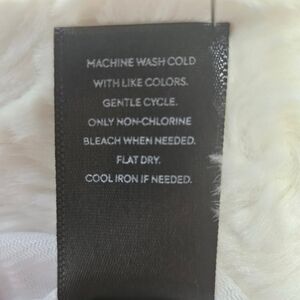 MACHINE WASH COLD
WITH LIKE COLORS.
GENTLE CYCLE.
ONLY NON-CHLORINE
BLEACH WHEN NEEDED.
FLAT DRY.
COOL IRON IF NEEDED.